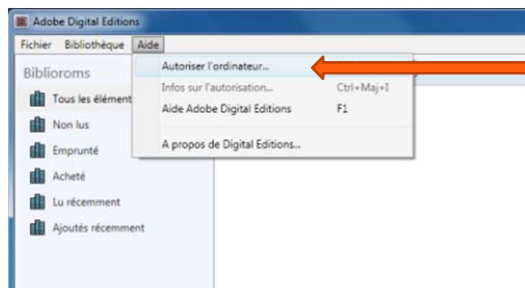 Adobe Digital Editions
Fichier Bibliothèque Aide
Biblioroms
Tous les élément
Non lus
Emprunté
Acheté
Lu récemment
Ajoutés récemment
Autoriser l'ordinateur...
Infos sur l'autorisation... Ctrl+Maj+I
Aide Adobe Digital Editions F1
A propos de Digital Editions...